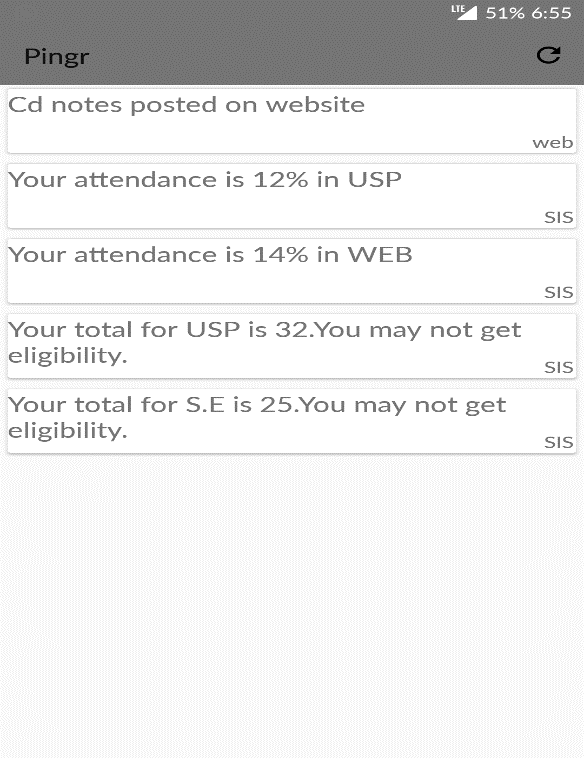 LTE 51% 6:55
Pingr
Cd notes posted on website
web
Your attendance is 12% in USP
SIS
Your attendance is 14% in WEB
SIS
Your total for USP is 32.You may not get
eligibility.
SIS
Your total for S.E is 25.You may not get
eligibility.
SIS